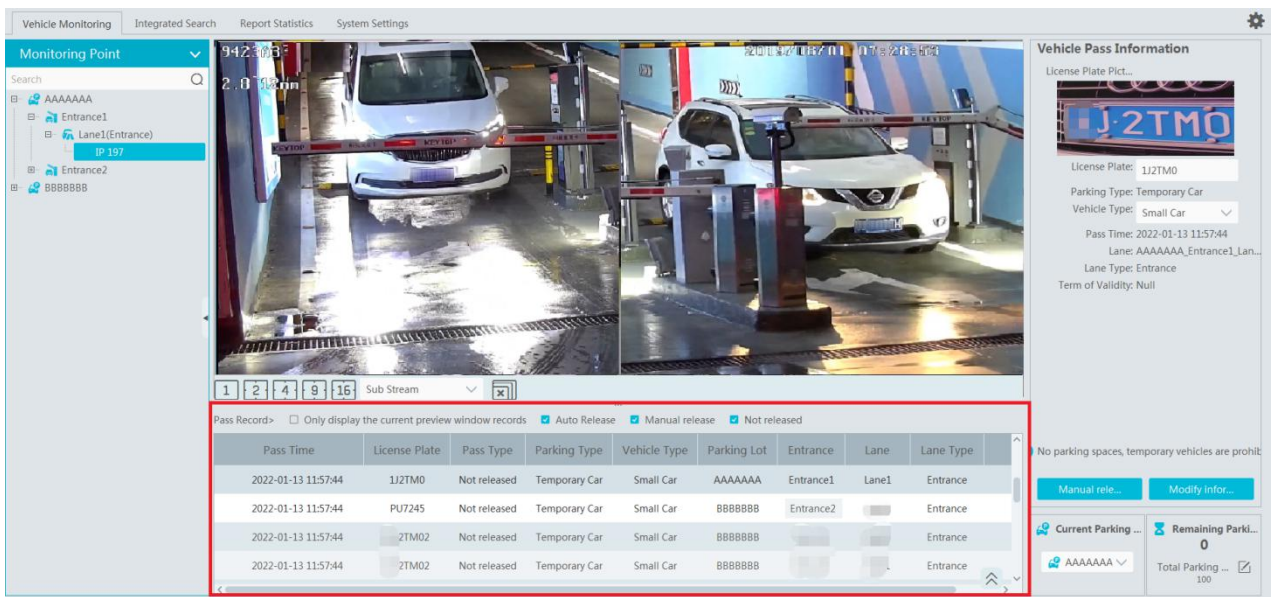 Vehicle Monitoring Integrated Search Report Statistics System Settings
Monitoring Point
Search
AAAAAAA
Entrance1
Lane1(Entrance)
IP 197
Entrance2
BBBBBBB
KEYTOP KEYTOP
KEYTOP
Vehicle Pass Information
License Plate Pict...
J·2TM0
License Plate: 1J2TM0
Parking Type: Temporary Car
Vehicle Type: Small Car
Pass Time: 2022-01-13 11:57:44
Lane: AAAAAAA_Entrance1_Lan...
Lane Type: Entrance
Term of Validity: Null
1 2 4 9 16 Sub Stream
Pass Record> Only display the current preview window records Auto Release Manual release Not released
Pass Time License Plate Pass Type Parking Type Vehicle Type Parking Lot Entrance Lane Lane Type
2022-01-13 11:57:44 1J2TM0 Not released Temporary Car Small Car AAAAAAA Entrance1 Lane1 Entrance
2022-01-13 11:57:44 PU7245 Not released Temporary Car Small Car BBBBBBB Entrance2 Entrance
2022-01-13 11:57:44 2TM02 Not released Temporary Car Small Car BBBBBBB Entrance
2022-01-13 11:57:44 2TM02 Not released Temporary Car Small Car BBBBBBB Entrance
No parking spaces, temporary vehicles are prohib
Manual rele... Modify infor...
Current Parking ...
AAAAAAA
Remaining Parki...
0
Total Parking ...
100